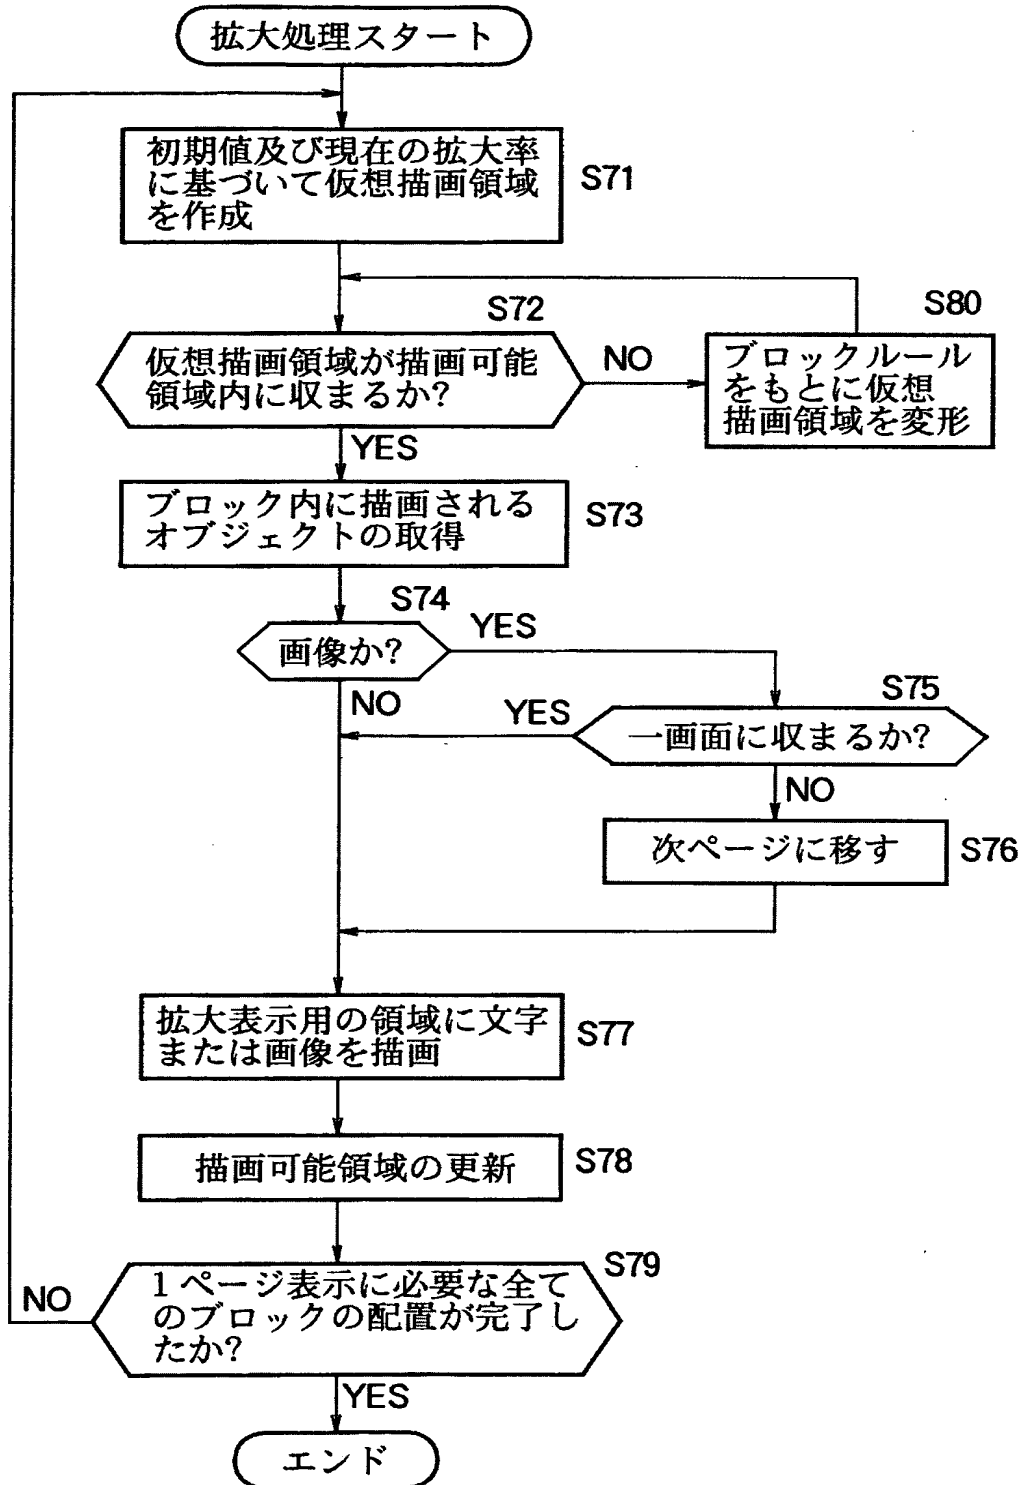 拡大処理スタート
初期値及び現在の拡大率
に基づいて仮想描画領域
を作成
S71
S72
仮想描画領域が描画可能
領域内に収まるか?
NO
S80
ブロックルール
をもとに仮想
描画領域を変形
YES
ブロック内に描画される
オブジェクトの取得
S73
S74
画像か?
YES
NO
S75
一画面に収まるか?
YES
NO
次ページに移す
S76
拡大表示用の領域に文字
または画像を描画
S77
描画可能領域の更新
S78
S79
1ページ表示に必要な全て
のブロックの配置が完了し
たか?
NO
YES
エンド